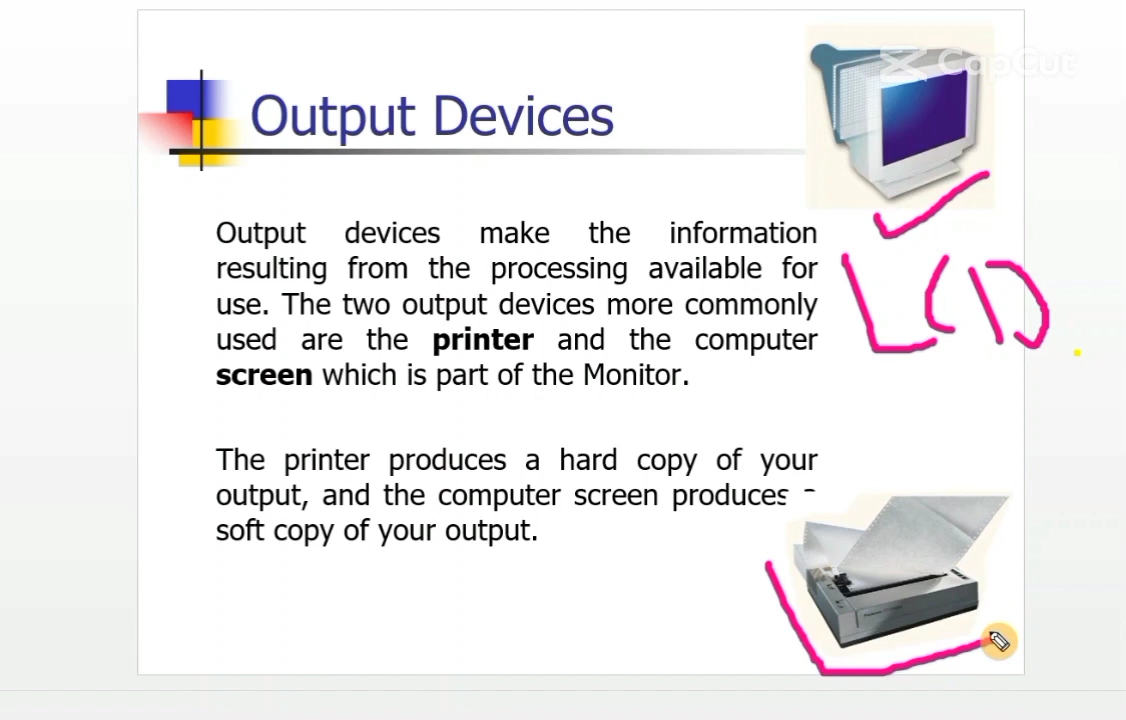 CapCut
Output Devices
Output devices make the information
resulting from the processing available for
use. The two output devices more commonly
used are the printer and the computer
screen which is part of the Monitor.
LCD
The printer produces a hard copy of your
output, and the computer screen produces a
soft copy of your output.